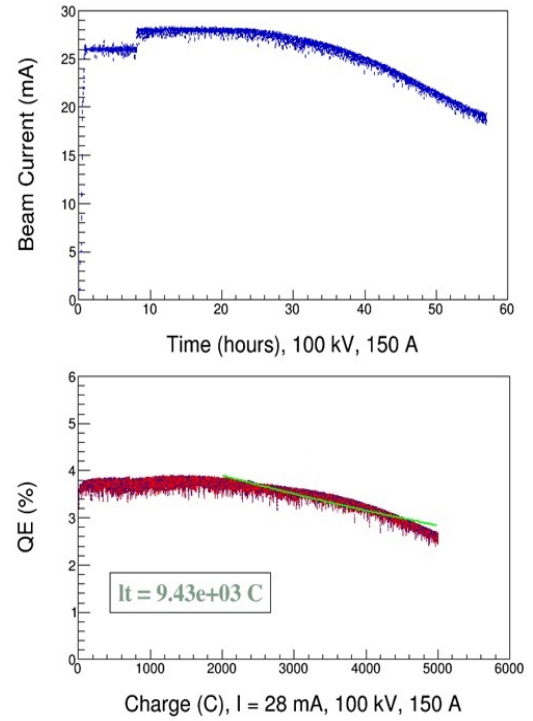 30
25
20
15
10
5
0
Beam Current (mA)
0 10 20 30 40 50 60
Time (hours), 100 kV, 150 A
6
5
4
3
2
1
0
QE (%)
lt = 9.43e+03 C
0 1000 2000 3000 4000 5000 6000
Charge (C), I = 28 mA, 100 kV, 150 A